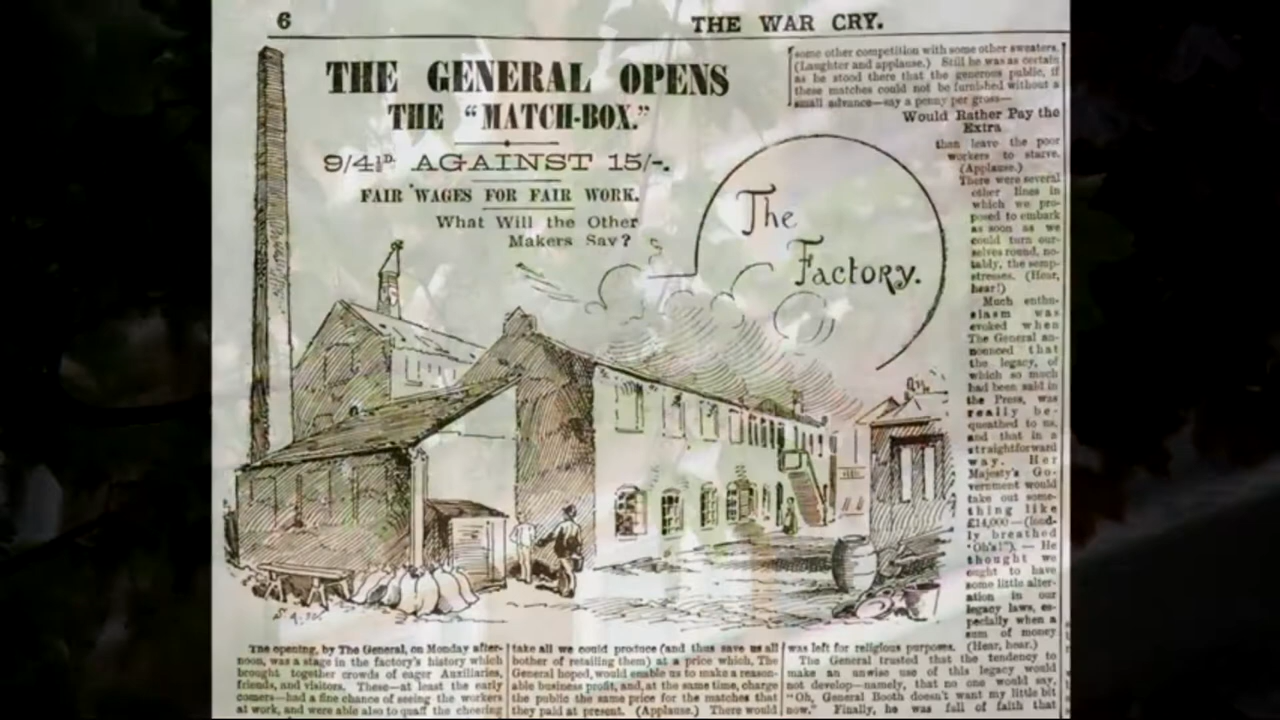 6
THE WAR CRY.
THE GENERAL OPENS
THE "MATCH-BOX."
9/4½D AGAINST 15/-.
FAIR WAGES FOR FAIR WORK.
What Will the Other
Makers Say?
The
Factory.
some other competition with some other sweaters.
(Laughter and applause.) Still he was as certain
as he stood there that the generous public, if
these matches could not be furnished without a
small advance—say a penny per gross—
Would Rather Pay the
Extra
than leave the poor
workers to starve.
(Applause.)
There were several
other lines in
which we pro-
posed to embark
as soon as we
could turn our-
selves round, no-
tably, the semp-
stresses. (Hear,
hear!)
Much enthu-
siasm was
evoked when
The General an-
nounced that
the legacy, of
which so much
had been said in
the Press, was
really be-
queathed to us,
and that in a
straightforward
way. Her
Majesty's Go-
vernment would
take out some-
thing like
£14,000—(loud-
ly breathed
"Oh's!").—He
thought we
ought to have
some little alter-
ation in our
legacy laws, es-
pecially when a
sum of money
(Hear, hear.)
The opening, by The General, on Monday after-
noon, was a stage in the factory's history which
brought together crowds of eager Auxiliaries,
friends, and visitors. These—at least the early
comers—had a fine chance of seeing the workers
at work, and were able also to quaff the cheering
take all we could produce (and thus save us all
bother of retailing them) at a price which, The
General hoped, would enable us to make a reason-
able business profit, and, at the same time, charge
the public the same price for the matches that
they paid at present. (Applause.) There would
was left for religious purposes.
The General trusted that the tendency to
make an unwise use of this legacy would
not develop—namely, that no one would say,
"Oh, General Booth doesn't want my little bit
now." Finally, he was full of faith that